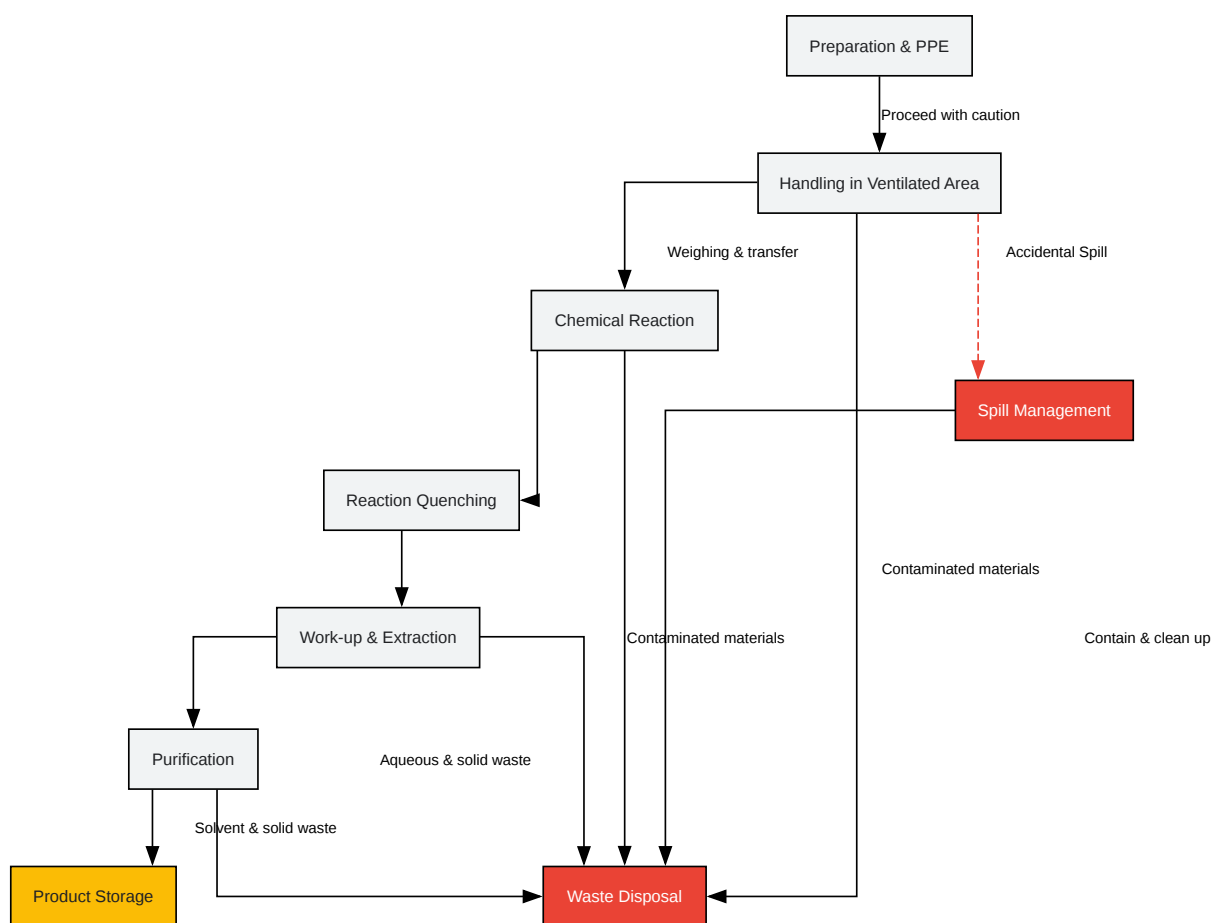 Preparation & PPE
Proceed with caution
Handling in Ventilated Area
Weighing & transfer
Accidental Spill
Chemical Reaction
Spill Management
Reaction Quenching
Contaminated materials
Work-up & Extraction
Contaminated materials
Contain & clean up
Purification
Aqueous & solid waste
Solvent & solid waste
Product Storage
Waste Disposal